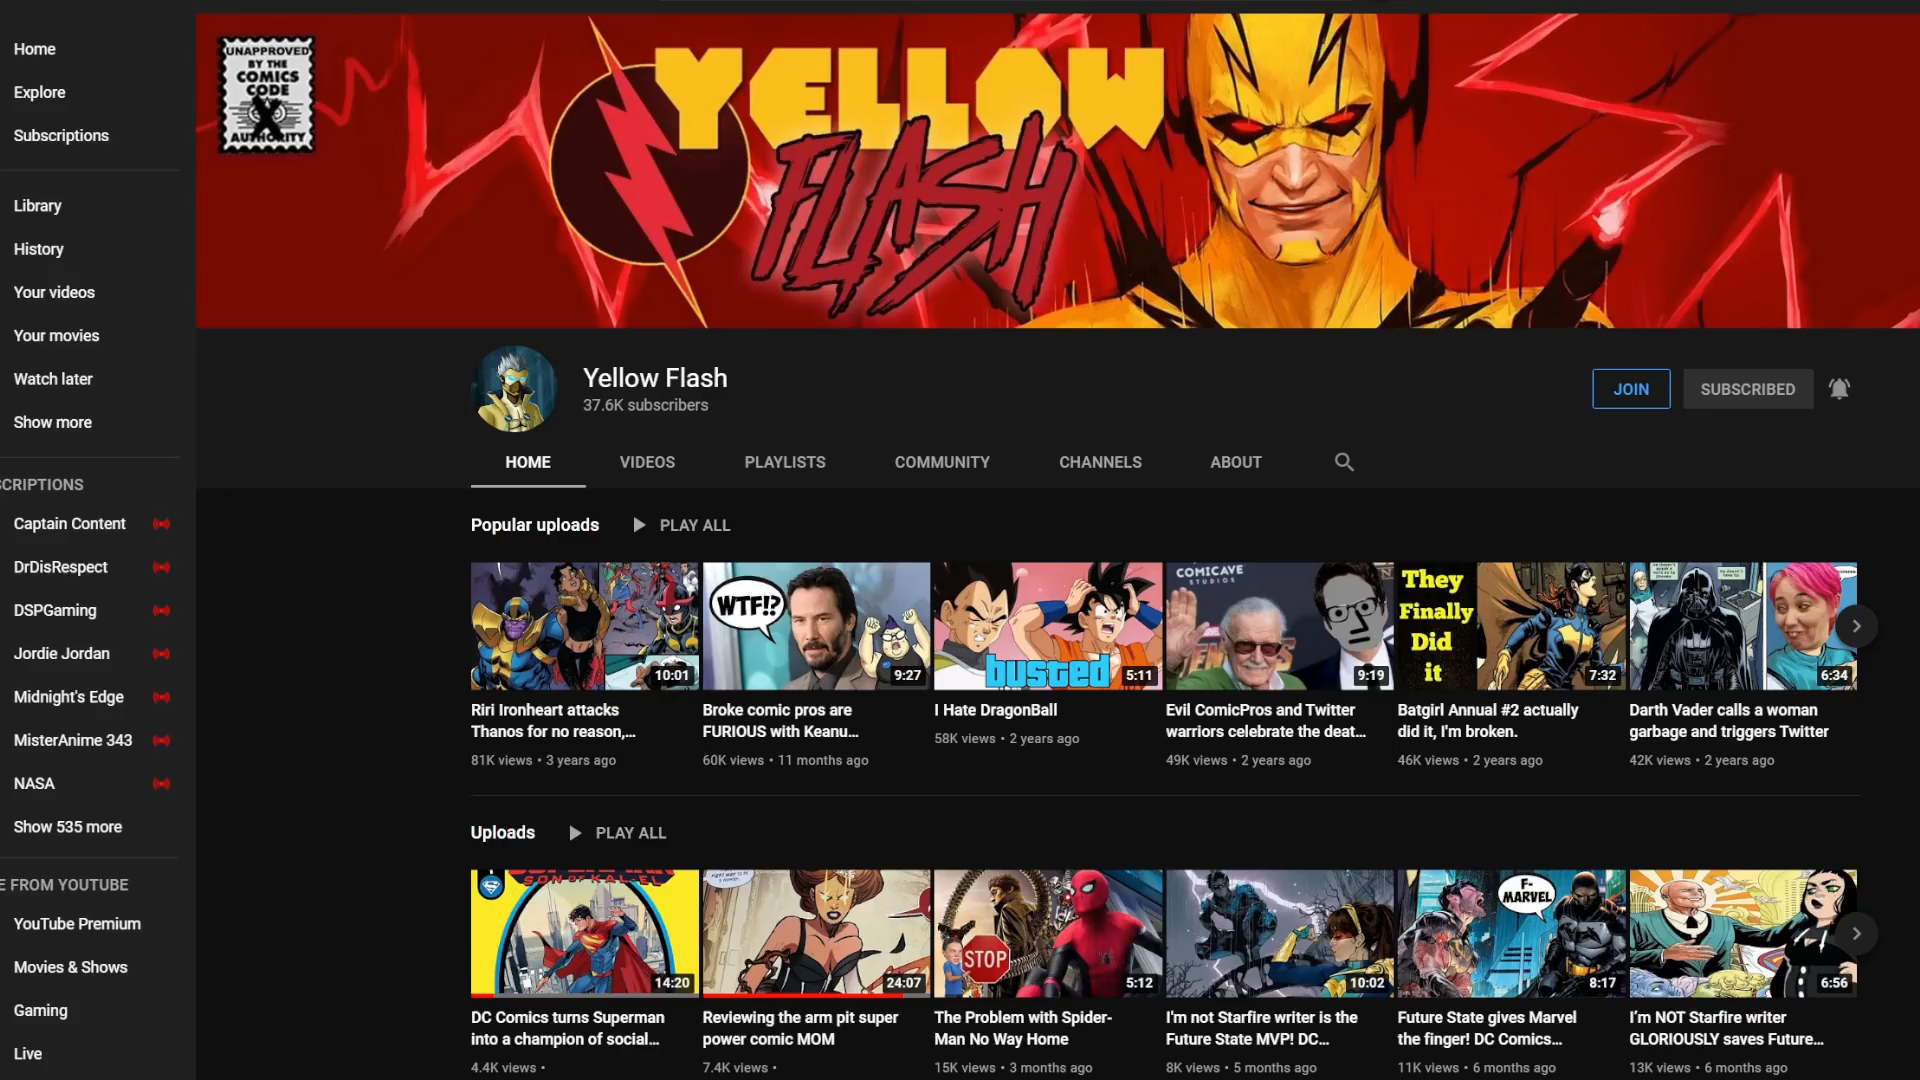 Home
Explore
Subscriptions
Library
History
Your videos
Your movies
Watch later
Show more
SCRIPTIONS
Captain Content
DrDisRespect
DSPGaming
Jordie Jordan
Midnight's Edge
MisterAnime 343
NASA
Show 535 more
E FROM YOUTUBE
YouTube Premium
Movies & Shows
Gaming
Live
UNAPPROVED
BY THE
COMICS
CODE
AUTHORITY
YELLOW
FLASH
Yellow Flash
37.6K subscribers
JOIN
SUBSCRIBED
HOME VIDEOS PLAYLISTS COMMUNITY CHANNELS ABOUT
Popular uploads PLAY ALL
10:01
Riri Ironheart attacks
Thanos for no reason,...
81K views • 3 years ago
WTF!?
9:27
Broke comic pros are
FURIOUS with Keanu...
60K views • 11 months ago
busted
5:11
I Hate DragonBall
58K views • 2 years ago
COMICAVE
STUDIOS
9:19
Evil ComicPros and Twitter
warriors celebrate the deat...
49K views • 2 years ago
They
Finally
Did
it
7:32
Batgirl Annual #2 actually
did it, I'm broken.
46K views • 2 years ago
6:34
Darth Vader calls a woman
garbage and triggers Twitter
42K views • 2 years ago
Uploads PLAY ALL
SON OF KAL-EL
14:20
DC Comics turns Superman
into a champion of social...
4.4K views •
24:07
Reviewing the arm pit super
power comic MOM
7.4K views •
STOP
5:12
The Problem with Spider-
Man No Way Home
15K views • 3 months ago
10:02
I'm not Starfire writer is the
Future State MVP! DC...
8K views • 5 months ago
F-
MARVEL
8:17
Future State gives Marvel
the finger! DC Comics...
11K views • 6 months ago
6:56
I'm NOT Starfire writer
GLORIOUSLY saves Future...
13K views • 6 months ago